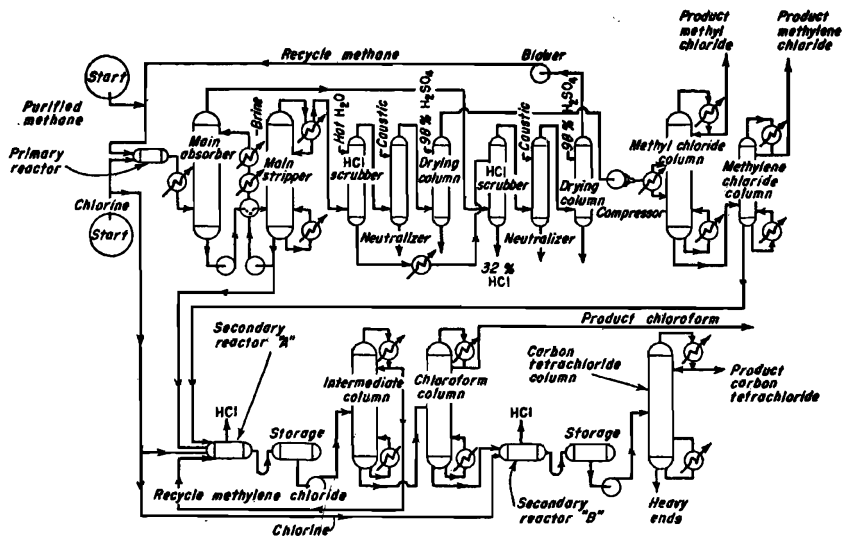 Product
methyl
chloride
Product
methylene
chloride
Recycle methane
Blower
Start
Purified
methane
Primary
reactor
Chlorine
Start
Main
absorber
Brine
Main
stripper
Hot H₂O
HCl
scrubber
Caustic
Neutralizer
98 % H₂SO₄
Drying
column
HCl
scrubber
32 %
HCl
Caustic
Neutralizer
98 % H₂SO₄
Drying
column
Compressor
Methyl chloride
column
Methylene
chloride
column
Product chloroform
Secondary
reactor "A"
HCl
Storage
Intermediate
column
Chloroform
column
HCl
Storage
Carbon
tetrachloride
column
Product
carbon
tetrachloride
Recycle methylene chloride
Chlorine
Secondary
reactor "B"
Heavy
ends